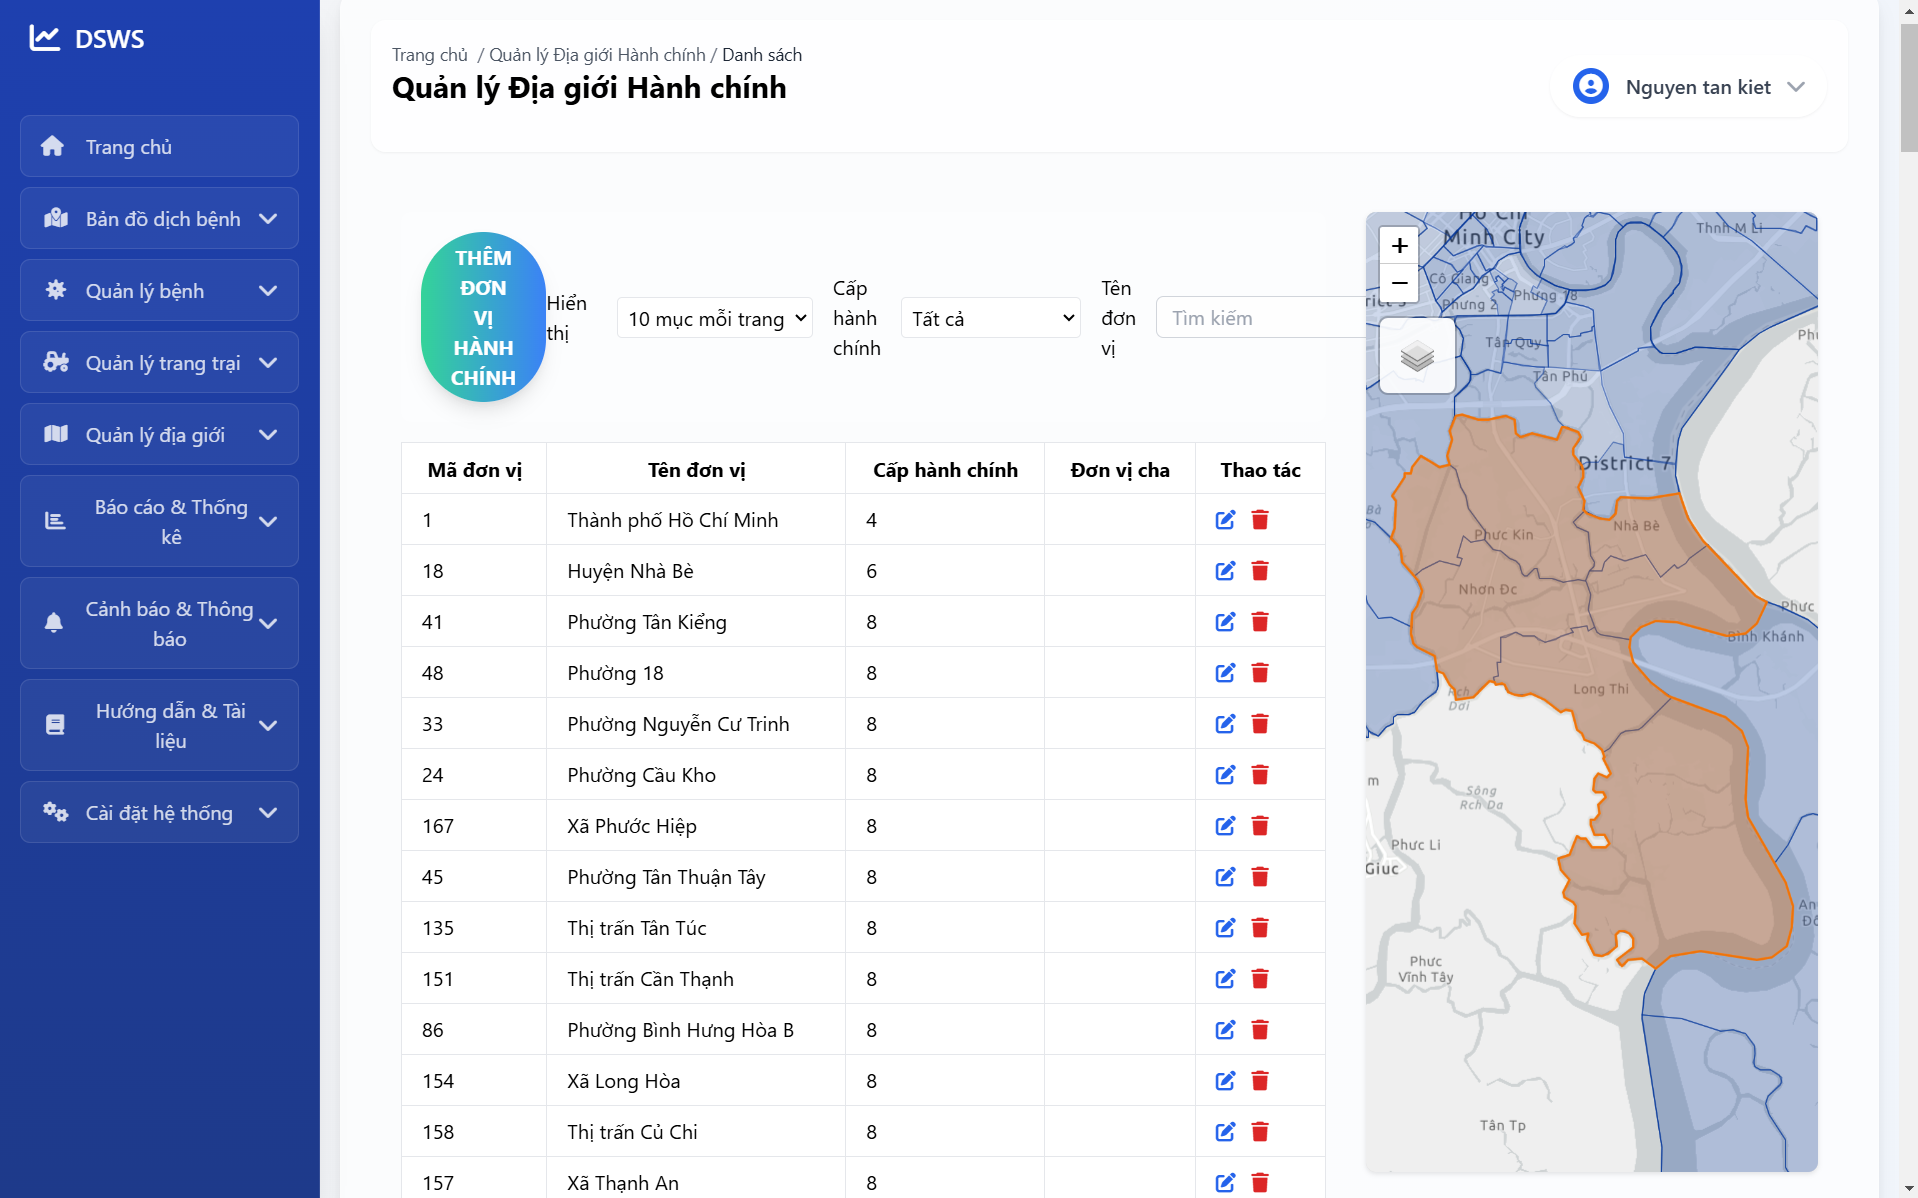 DSWS
Trang chủ
Bản đồ dịch bệnh
Quản lý bệnh
Quản lý trang trại
Quản lý địa giới
Báo cáo & Thống
kê
Cảnh báo & Thông
báo
Hướng dẫn & Tài
liệu
Cài đặt hệ thống
Trang chủ / Quản lý Địa giới Hành chính / Danh sách
Quản lý Địa giới Hành chính
Nguyen tan kiet
THÊM
ĐƠN
VỊ
HÀNH
CHÍNH
Hiển
thị
10 mục mỗi trang
Cấp
hành
chính
Tất cả
Tên
đơn
vị
Tìm kiếm
Mã đơn vị Tên đơn vị Cấp hành chính Đơn vị cha Thao tác
1 Thành phố Hồ Chí Minh 4
18 Huyện Nhà Bè 6
41 Phường Tân Kiểng 8
48 Phường 18 8
33 Phường Nguyễn Cư Trinh 8
24 Phường Cầu Kho 8
167 Xã Phước Hiệp 8
45 Phường Tân Thuận Tây 8
135 Thị trấn Tân Túc 8
151 Thị trấn Cần Thạnh 8
86 Phường Bình Hưng Hòa B 8
154 Xã Long Hòa 8
158 Thị trấn Củ Chi 8
157 Xã Thạnh An 8
+
−
Minh City
Thnh M Li
Cô Giang
Phưng 18
Phưng 2
Tân Quy
Tân Phú
District 7
Nhà Bè
Phưc Kin
Nhơn Đc
Phưc
Bình Khánh
Long Thi
Rch
Dơi
Sông
Rch Da
Phưc Li
Giuc
Phưc
Vĩnh Tây
Tân Tp